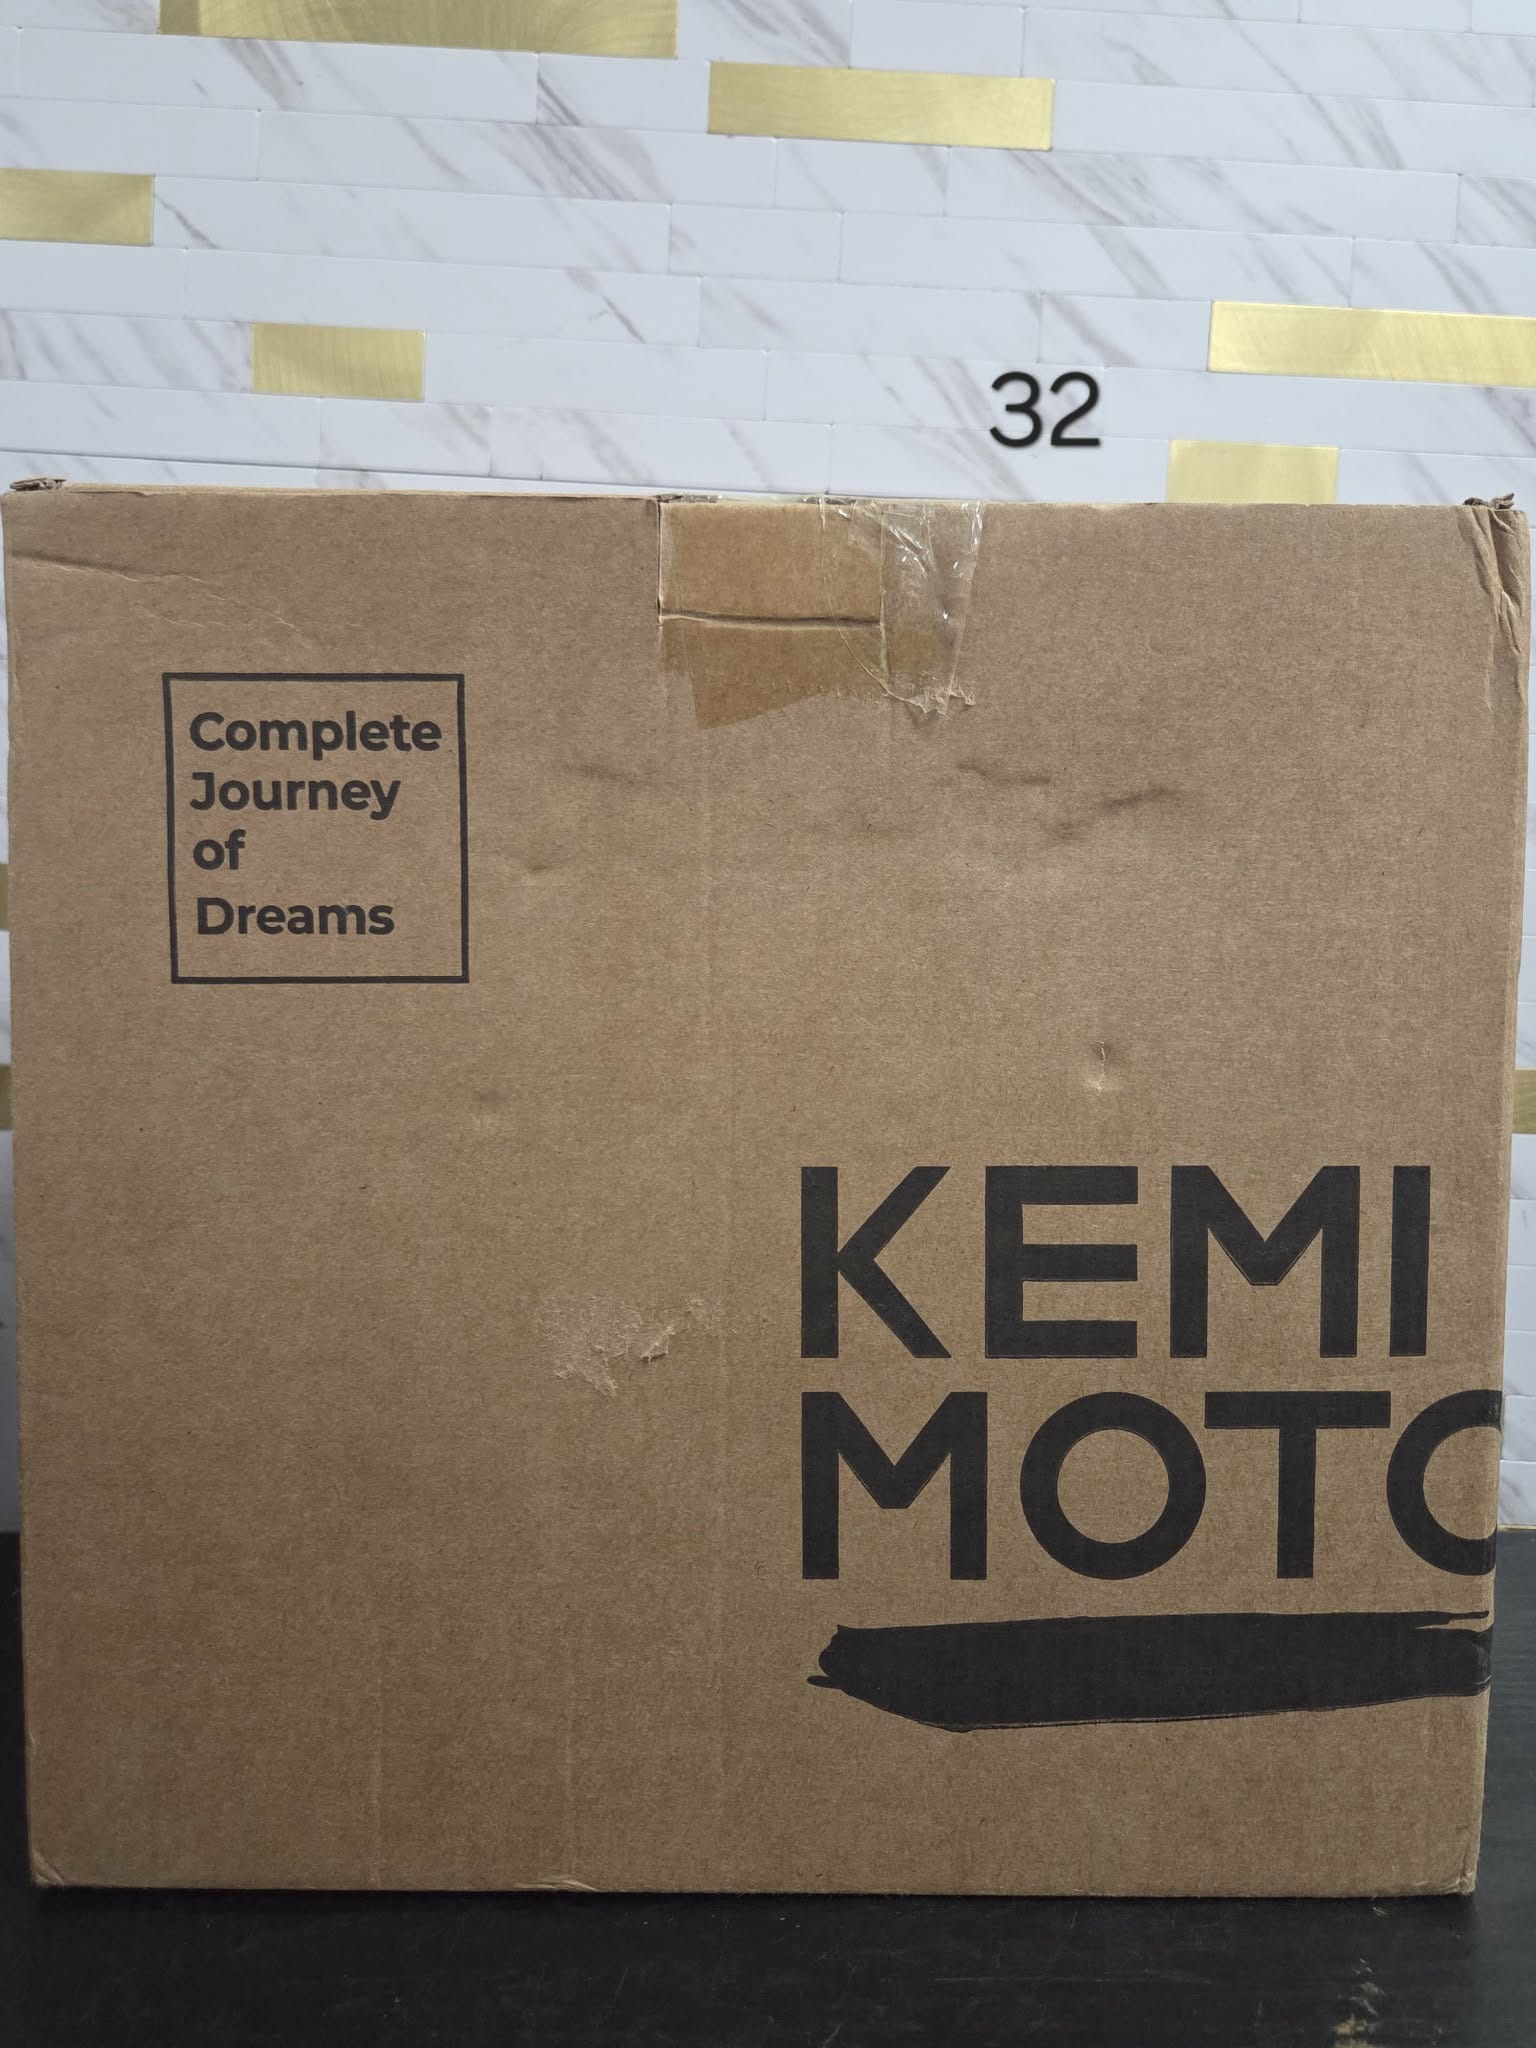 32
Complete
Journey
of
Dreams
KEMI
MOTO